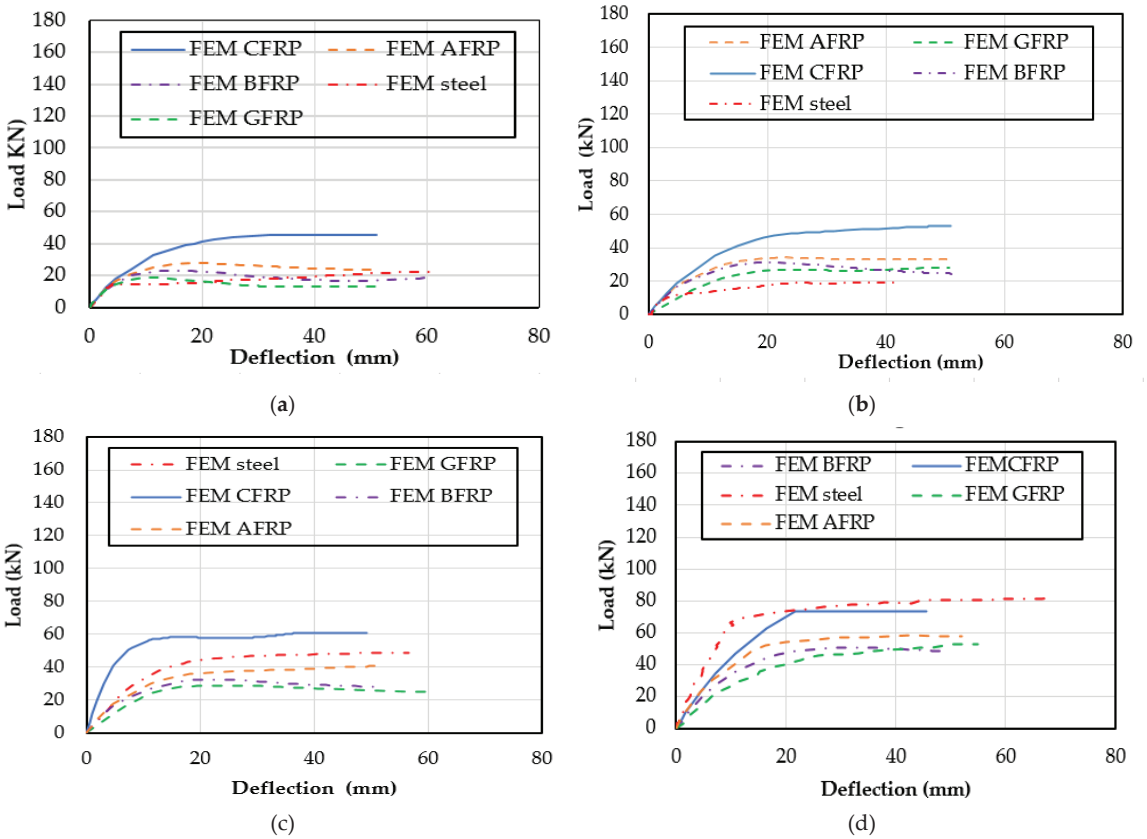 180
160
140
120
100
80
60
40
20
0
Load KN)
FEM CFRP
FEM AFRP
FEM BFRP
FEM steel
FEM GFRP
0 20 40 60 80
Deflection (mm)
(a)
180
160
140
120
100
80
60
40
20
0
Load (kN)
FEM AFRP
FEM GFRP
FEM CFRP
FEM BFRP
FEM steel
0 20 40 60 80
Deflection (mm)
(b)
180
160
140
120
100
80
60
40
20
0
Load (kN)
FEM steel
FEM GFRP
FEM CFRP
FEM BFRP
FEM AFRP
0 20 40 60 80
Deflection (mm)
(c)
180
160
140
120
100
80
60
40
20
0
Load (kN)
FEM BFRP
FEMCFRP
FEM steel
FEM GFRP
FEM AFRP
0 20 40 60 80
Deflection (mm)
(d)